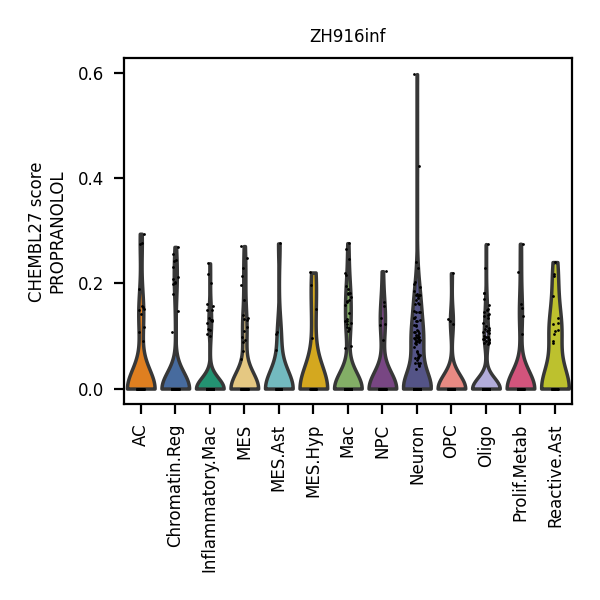 ZH916inf
CHEMBL27 score
PROPRANOLOL
0.6
0.4
0.2
0.0
AC
Chromatin.Reg
Inflammatory.Mac
MES
MES.Ast
MES.Hyp
Mac
NPC
Neuron
OPC
Oligo
Prolif.Metab
Reactive.Ast